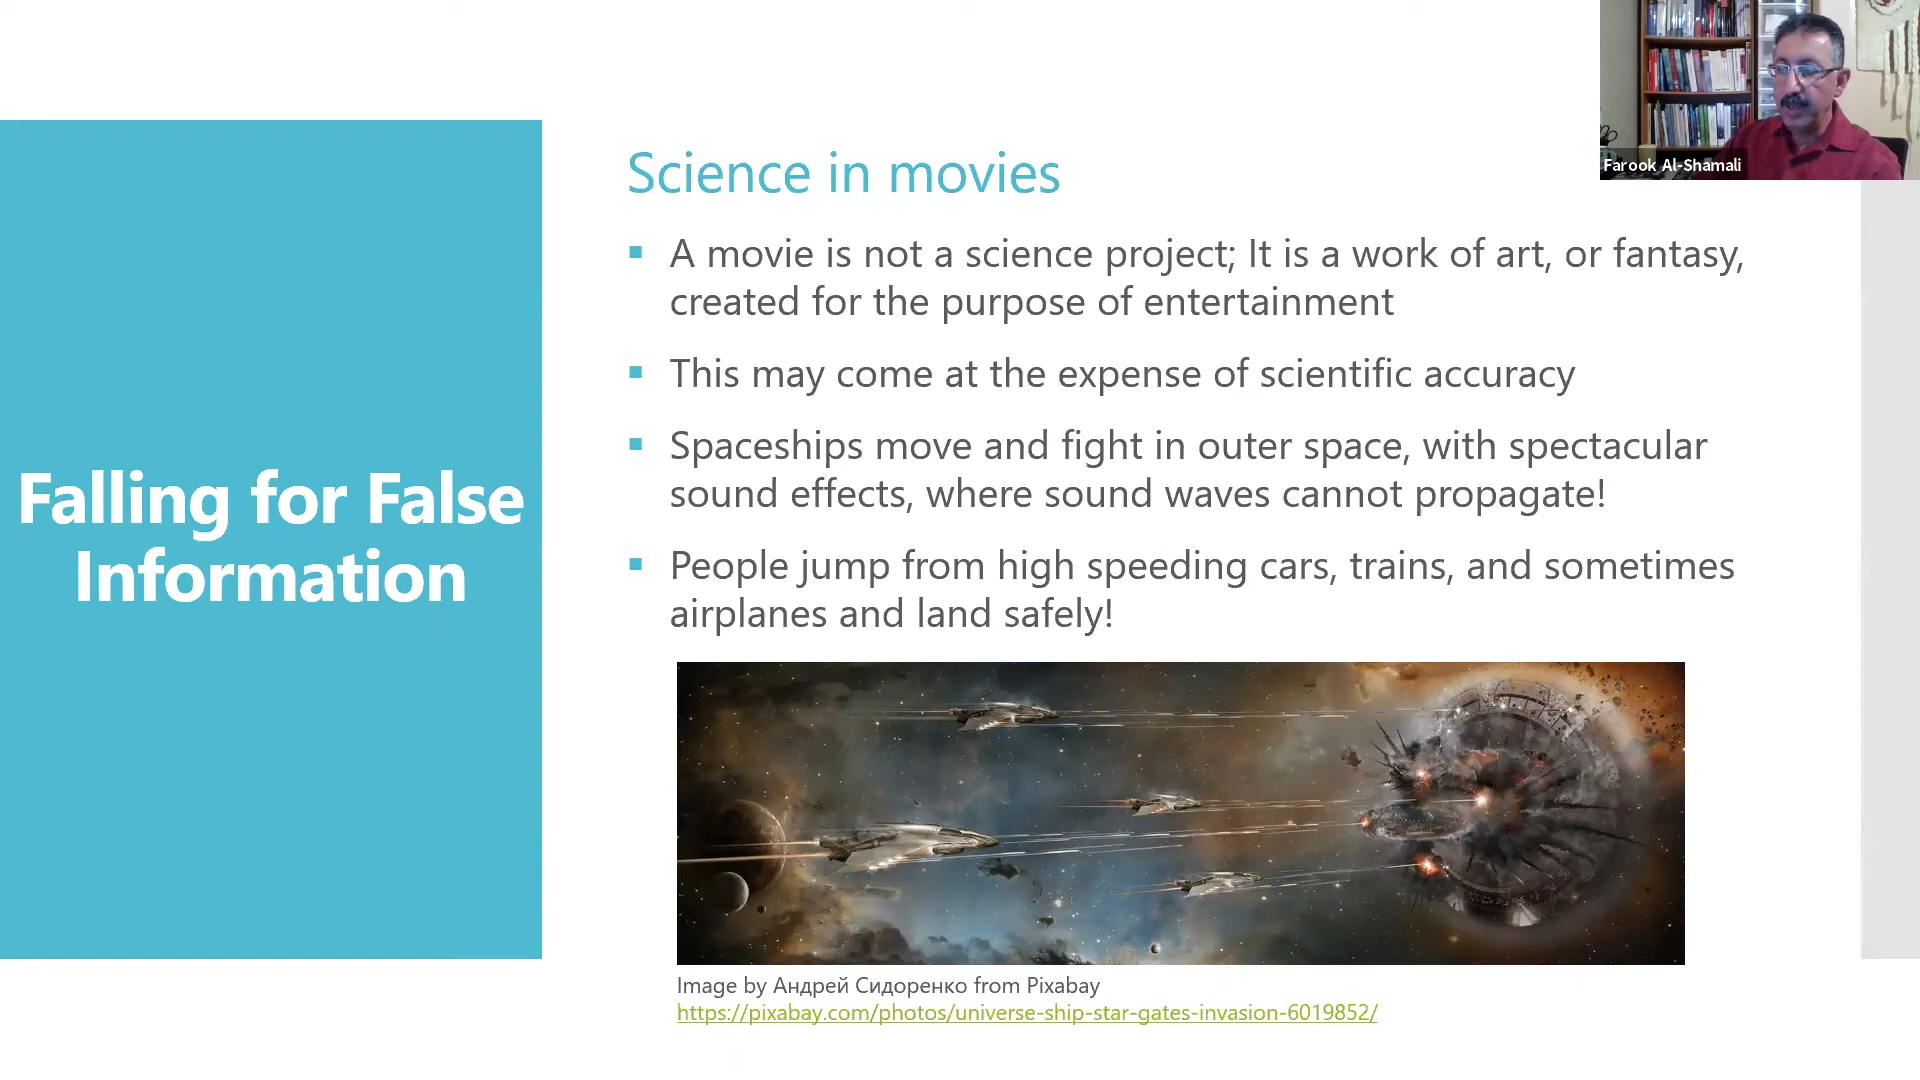 Farook Al-Shamali
Falling for False
Information
Science in movies
▪ A movie is not a science project; It is a work of art, or fantasy,
created for the purpose of entertainment
▪ This may come at the expense of scientific accuracy
▪ Spaceships move and fight in outer space, with spectacular
sound effects, where sound waves cannot propagate!
▪ People jump from high speeding cars, trains, and sometimes
airplanes and land safely!
Image by Андрей Сидоренко from Pixabay
https://pixabay.com/photos/universe-ship-star-gates-invasion-6019852/